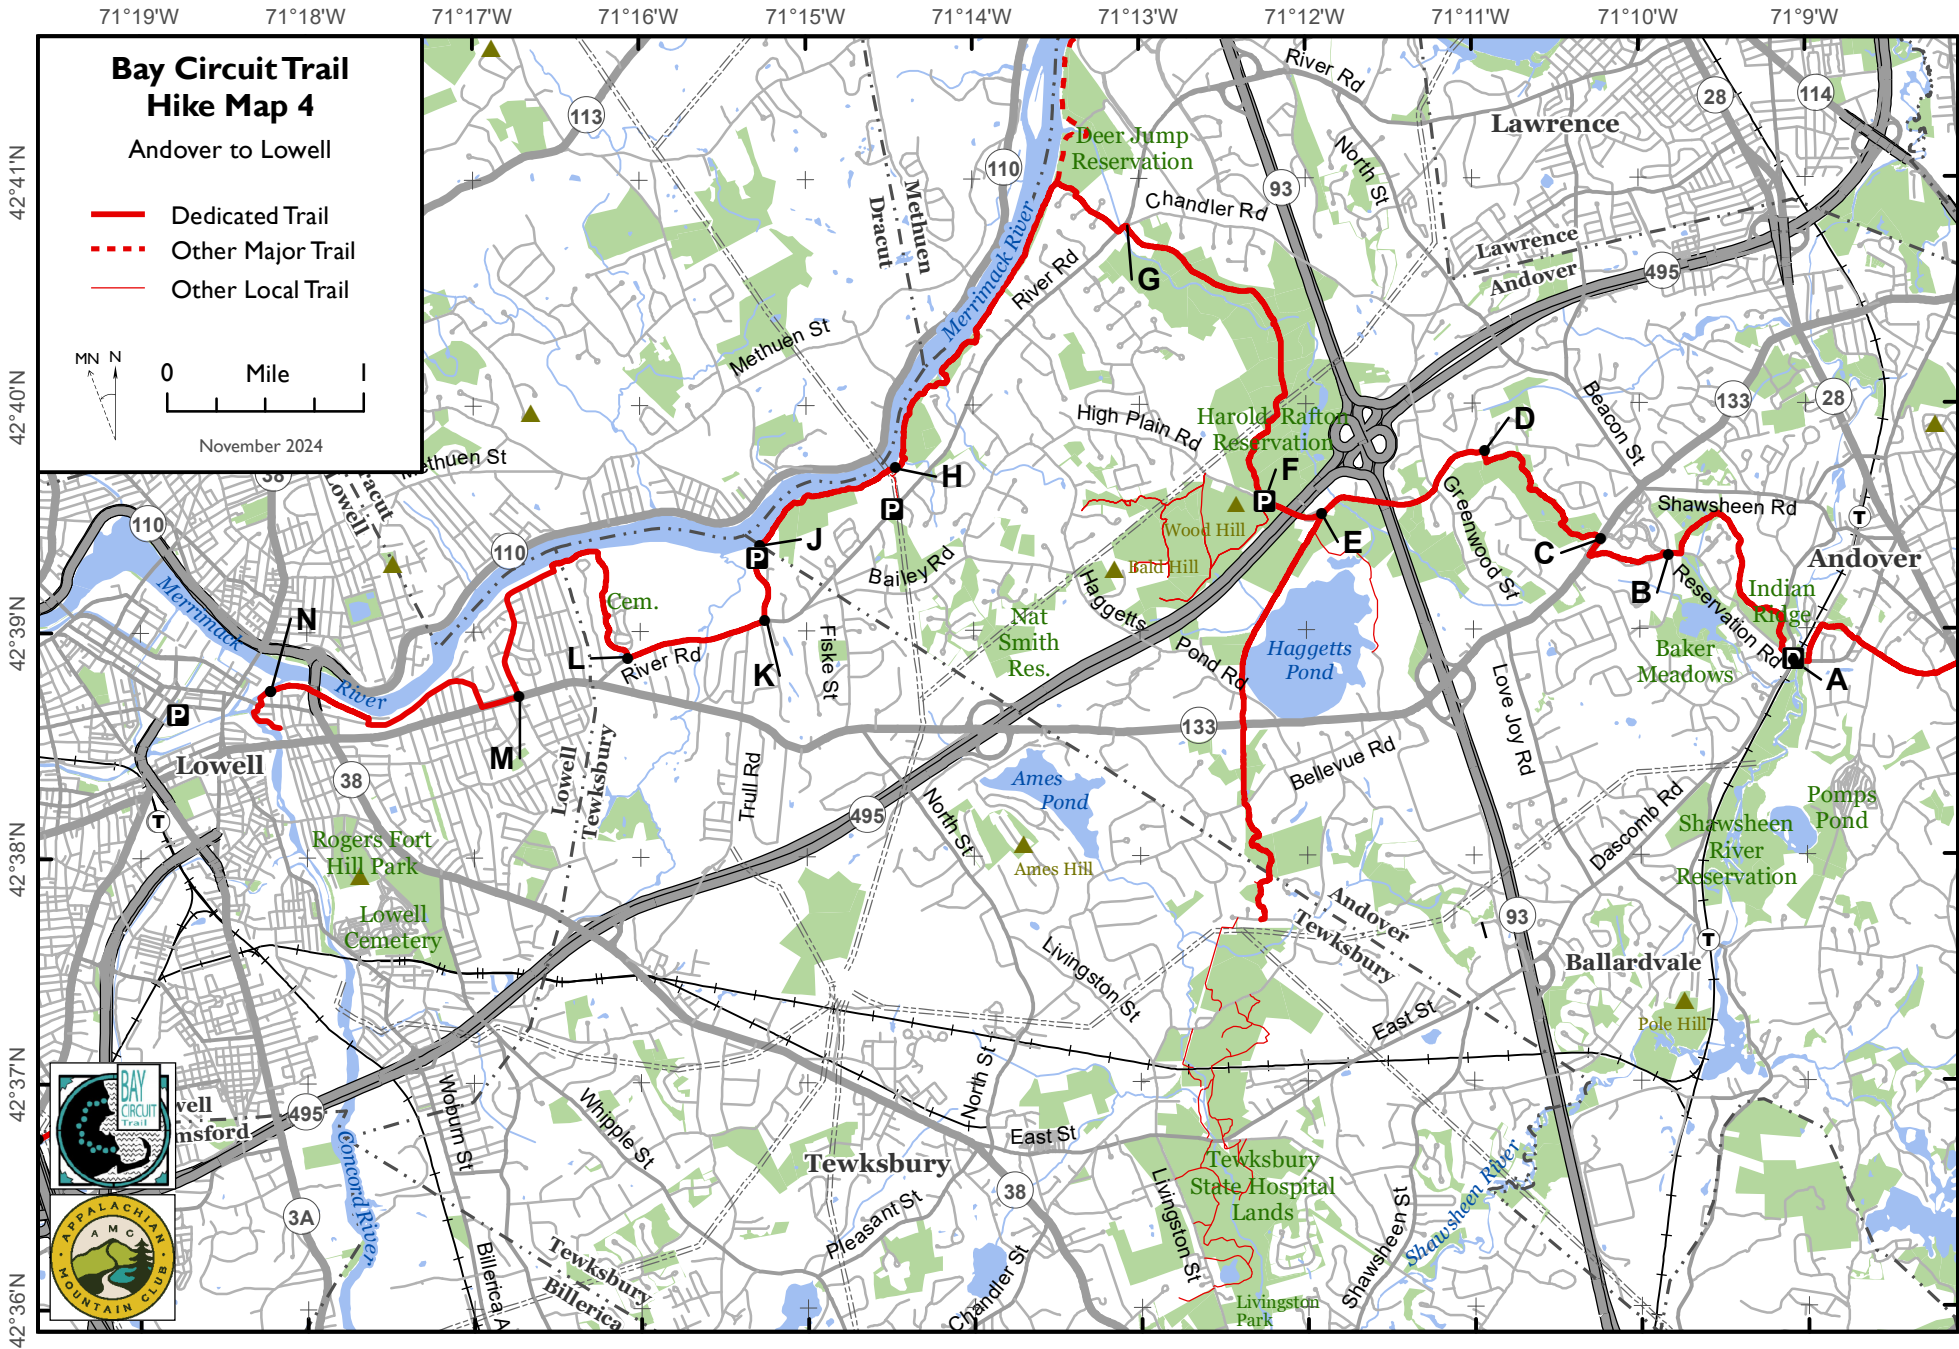 71°19'W 71°18'W 71°17'W 71°16'W 71°15'W 71°14'W 71°13'W 71°12'W 71°11'W 71°10'W 71°9'W
Bay Circuit Trail
Hike Map 4
Andover to Lowell
Dedicated Trail
Other Major Trail
Other Local Trail
MN N
0 Mile 1
November 2024
42°41'N
42°40'N
42°39'N
42°38'N
42°37'N
42°36'N
113
110
River Rd
93
28
114
Lawrence
Deer Jump
Reservation
North St
Chandler Rd
Methuen
Dracut
Merrimack River
River Rd
G
Lawrence
Andover
495
Methuen St
High Plain Rd
Harold Rafton
Reservation
Beacon St
133
28
D
Methuen St
38
Lowell
110
110
H
P
F
P
Wood Hill
Bald Hill
E
Greenwood St
Shawsheen Rd
T
C
B
Andover
J
P
Bailey Rd
Haggetts
Pond Rd
Reservation Rd
Indian
Ridge
Merrimack
River
N
Cem.
L
River Rd
K
Fiske St
Nat
Smith
Res.
Haggetts
Pond
Baker
Meadows
A
P
Lowell
M
133
Love Joy Rd
Lowell
Tewksbury
Trull Rd
Bellevue Rd
38
T
495
Ames
Pond
North St
Ames Hill
Dascomb Rd
Pomps
Pond
Shawsheen
River
Reservation
Rogers Fort
Hill Park
Lowell
Cemetery
Andover
Tewksbury
93
Livingston St
T
Ballardvale
East St
Pole Hill
BAY
CIRCUIT
Trail
495
Woburn St
Whipple St
North St
East St
Concord River
Tewksbury
Tewksbury
State Hospital
Lands
Shawsheen River
APPALACHIAN
AMC
MOUNTAIN CLUB
3A
38
Pleasant St
Livingston St
Shawsheen St
Billerica A
Tewksbury
Billerica
Chandler St
Livingston
Park